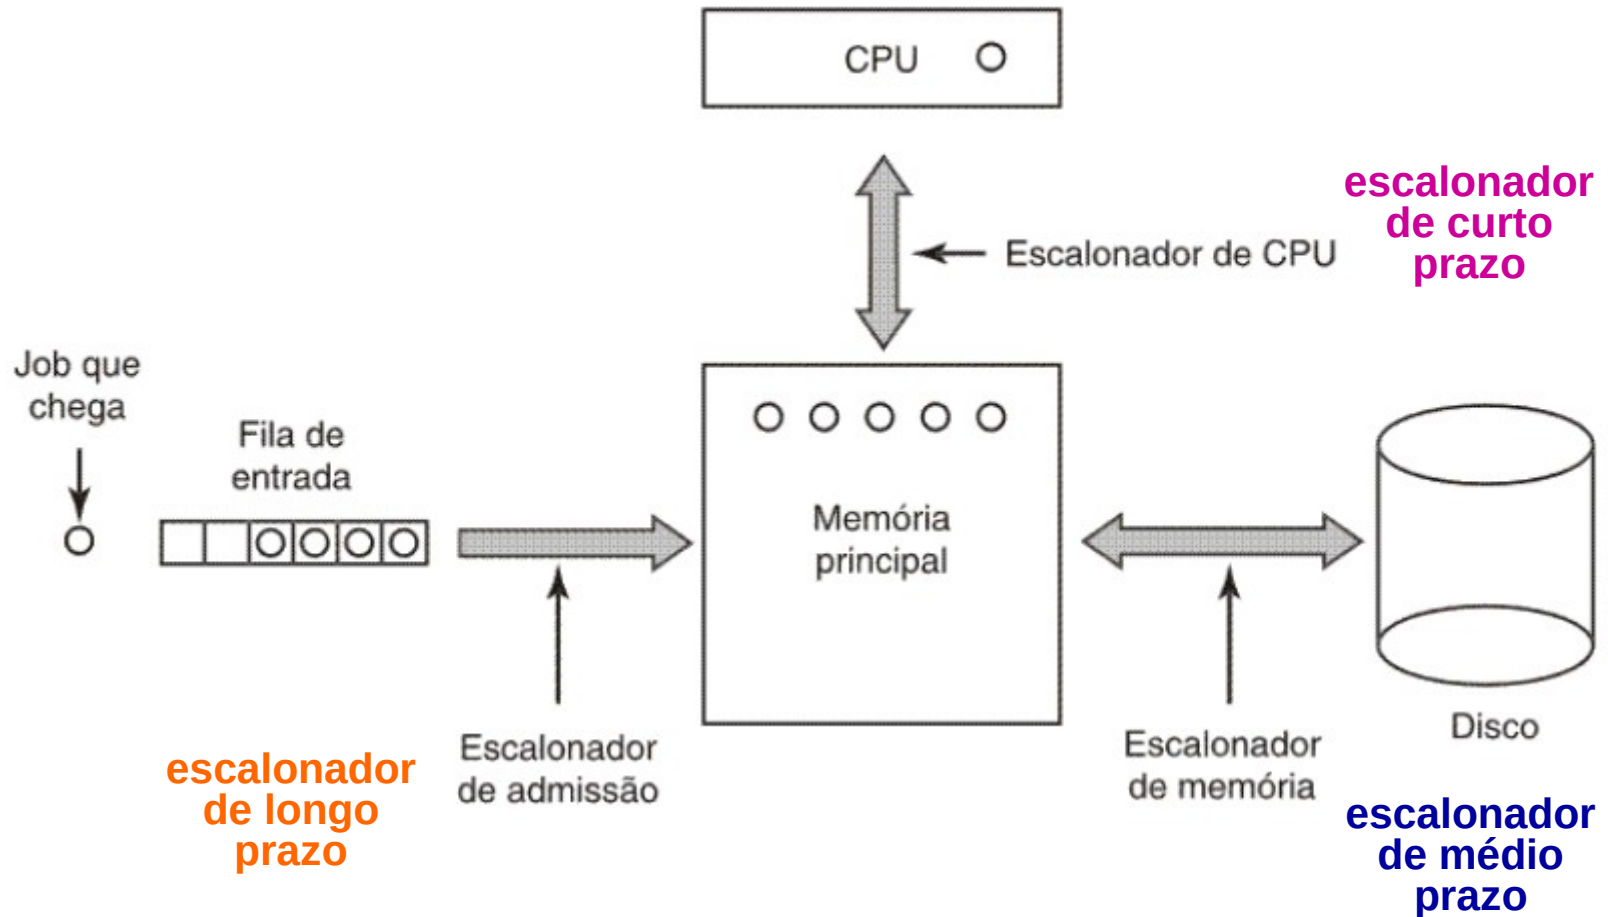 CPU
escalonador
de curto
prazo
Escalonador de CPU
Job que
chega
Fila de
entrada
Memória
principal
Escalonador
de admissão
escalonador
de longo
prazo
Escalonador
de memória
Disco
escalonador
de médio
prazo